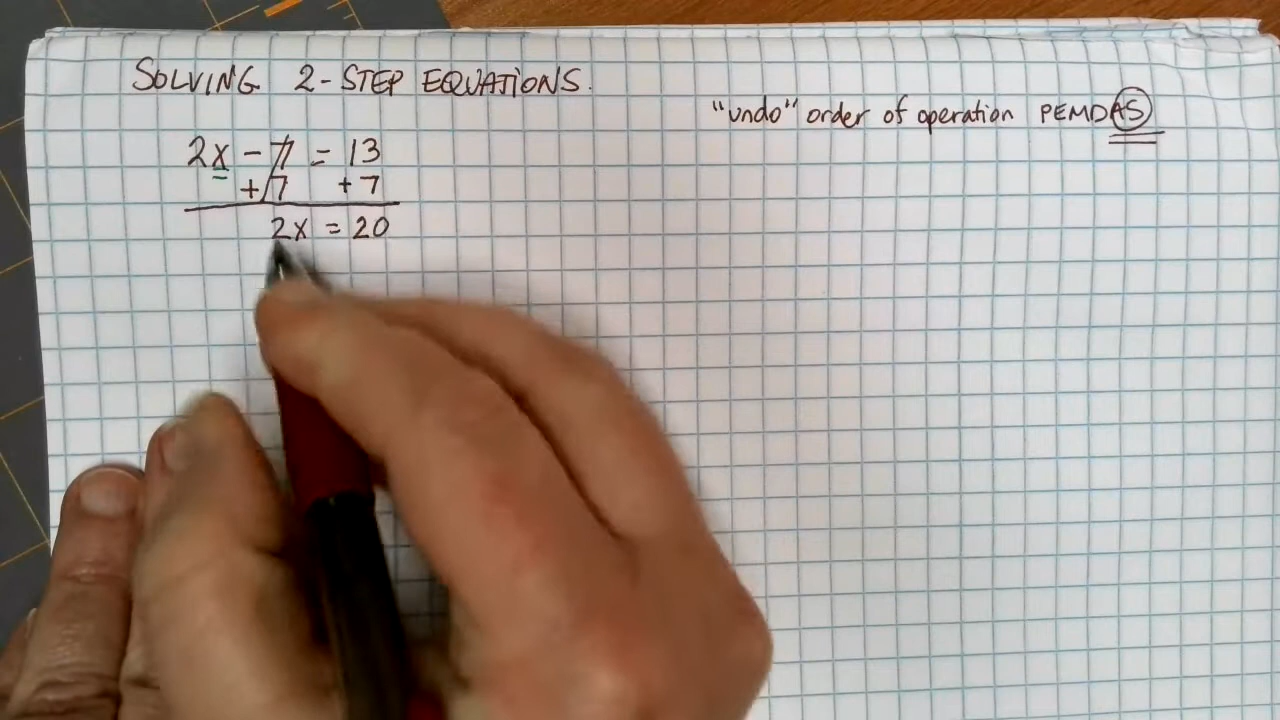 SOLVING 2-STEP EQUATIONS.
"undo" order of operation PEMDAS
2x - 7 = 13
+ 7 + 7
2x = 20